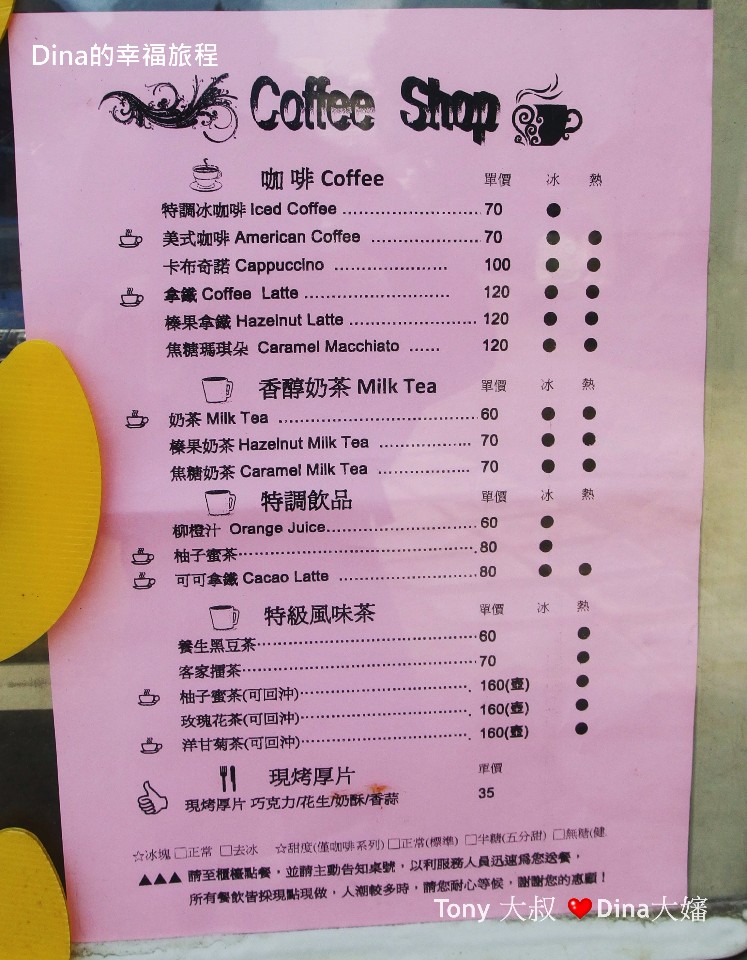 Dina的幸福旅程
Coffee Shop
咖啡 Coffee 單價 冰 熱
特調冰咖啡 Iced Coffee ........................... 70 ●
美式咖啡 American Coffee ..................... 70 ● ●
卡布奇諾 Cappuccino ...................... 100 ● ●
拿鐵 Coffee Latte ............................ 120 ● ●
榛果拿鐵 Hazelnut Latte ........................ 120 ● ●
焦糖瑪琪朵 Caramel Macchiato ...... 120 ● ●
香醇奶茶 Milk Tea 單價 冰 熱
奶茶 Milk Tea ...................................... 60 ● ●
榛果奶茶 Hazelnut Milk Tea .................. 70 ● ●
焦糖奶茶 Caramel Milk Tea .................. 70 ● ●
特調飲品 單價 冰 熱
柳橙汁 Orange Juice............................. 60 ●
柚子蜜茶.............................................. 80 ●
可可拿鐵 Cacao Latte ......................... 80 ● ●
特級風味茶 單價 冰 熱
養生黑豆茶.......................................... 60 ●
客家擂茶.............................................. 70 ●
柚子蜜茶(可回沖)................................ 160(壺) ●
玫瑰花茶(可回沖)................................ 160(壺) ●
洋甘菊茶(可回沖)................................ 160(壺) ●
現烤厚片 單價
現烤厚片 巧克力/花生/奶酥/香蒜 35
☆冰塊 □正常 □去冰 ☆甜度(僅咖啡系列) □正常(標準) □半糖(五分甜) □無糖(健
▲▲▲ 請至櫃檯點餐，並請主動告知桌號，以利服務人員迅速為您送餐，
所有餐飲皆採現點現做，人潮較多時，請您耐心等候，謝謝您的惠顧！
Tony 大叔 ❤Dina大嬸